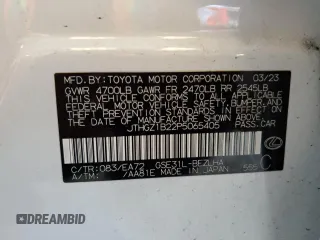 MFD. BY: TOYOTA MOTOR CORPORATION 03/23
GVWR 4700LB GAWR FR 2470LB RR 2545LB
THIS VEHICLE CONFORMS TO ALL APPLICABLE
FEDERAL MOTOR VEHICLE SAFETY, BUMPER, AND
THEFT PREVENTION STANDARDS IN EFFECT ON
THE DATE OF MANUFACTURE SHOWN ABOVE.
JTHGZ1B22P5065405 PASS. CAR
C/TR: 083/EA72 GSE31L-BEZLHA
A/TM: /AA81E MADE IN JAPAN
C